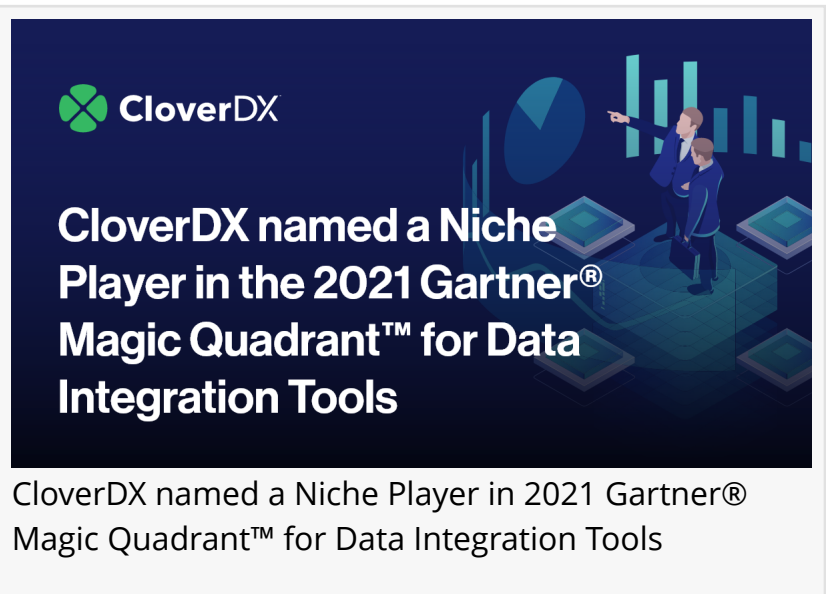 CloverDX
CloverDX named a Niche
Player in the 2021 Gartner®
Magic Quadrant™ for Data
Integration Tools
CloverDX named a Niche Player in 2021 Gartner®
Magic Quadrant™ for Data Integration Tools